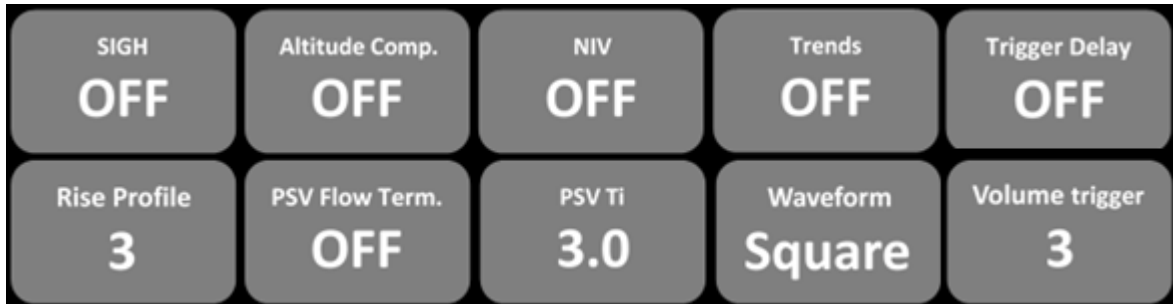 SIGH Altitude Comp. NIV Trends Trigger Delay
OFF OFF OFF OFF OFF
Rise Profile PSV Flow Term. PSV Ti Waveform Volume trigger
3 OFF 3.0 Square 3